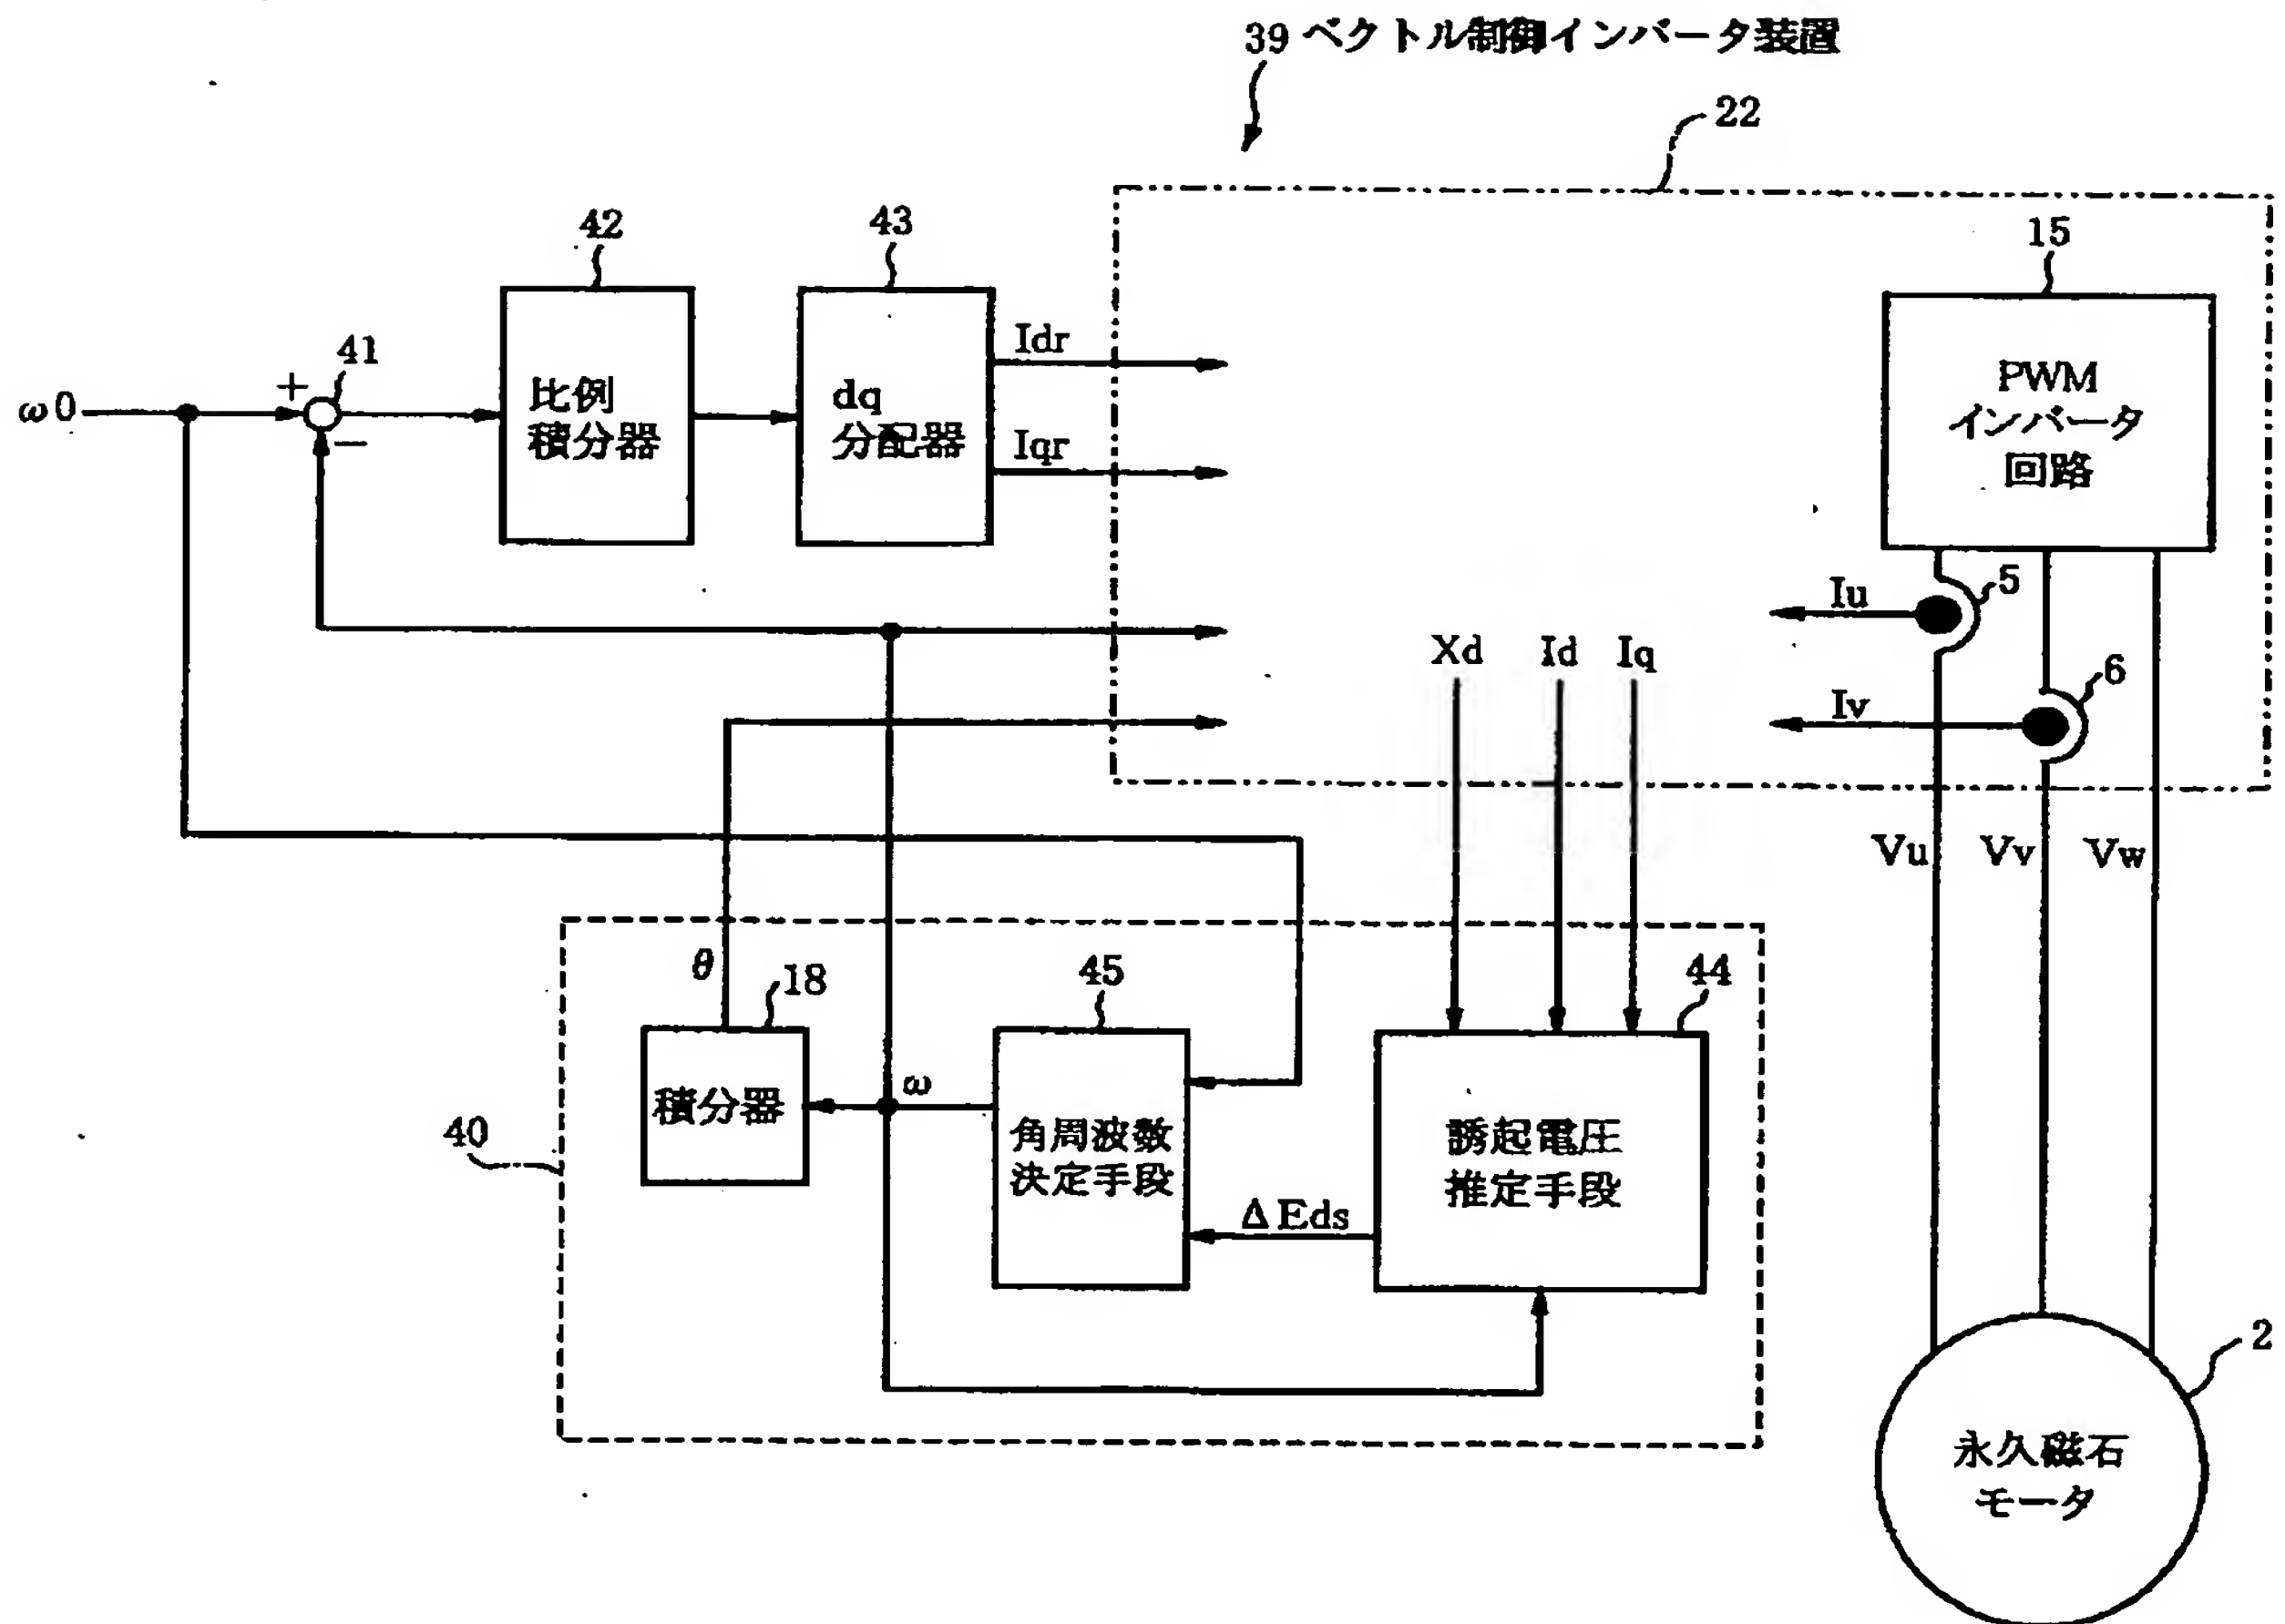 39 ベクトル制御インバータ装置
22
42
43
15
41
+
−
ω0
比例
積分器
dq
分配器
Idr
Iqr
PWM
インバータ
回路
Iu
5
Xd
Id
Iq
Iv
6
Vu
Vv
Vw
θ
18
45
44
積分器
ω
角周波数
決定手段
誘起電圧
推定手段
40
ΔEds
2
永久磁石
モータ